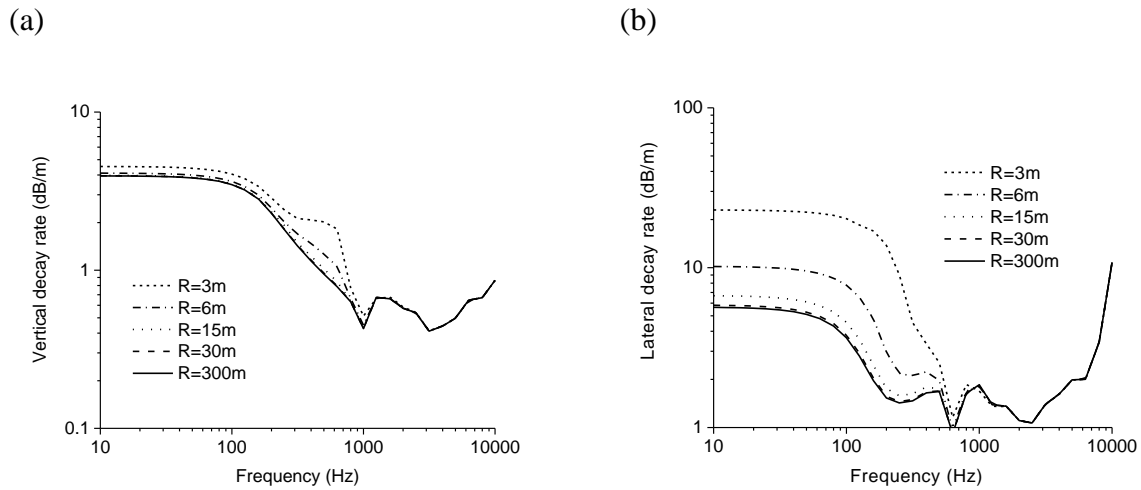 (a)
10
1
0.1
10
100
1000
10000
Vertical decay rate (dB/m)
Frequency (Hz)
R=3m
R=6m
R=15m
R=30m
R=300m
(b)
100
10
1
10
100
1000
10000
Lateral decay rate (dB/m)
Frequency (Hz)
R=3m
R=6m
R=15m
R=30m
R=300m